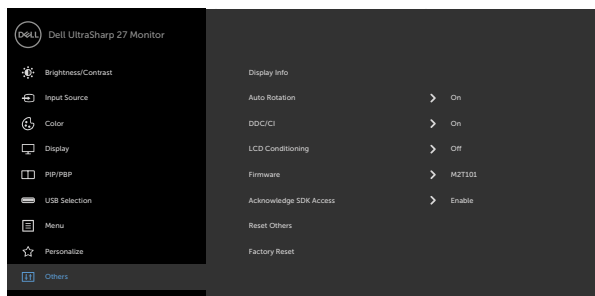 DELL Dell UltraSharp 27 Monitor
Brightness/Contrast Display Info
Input Source Auto Rotation On
Color DDC/CI On
Display LCD Conditioning Off
PIP/PBP Firmware M2T101
USB Selection Acknowledge SDK Access Enable
Menu Reset Others
Personalize Factory Reset
Others